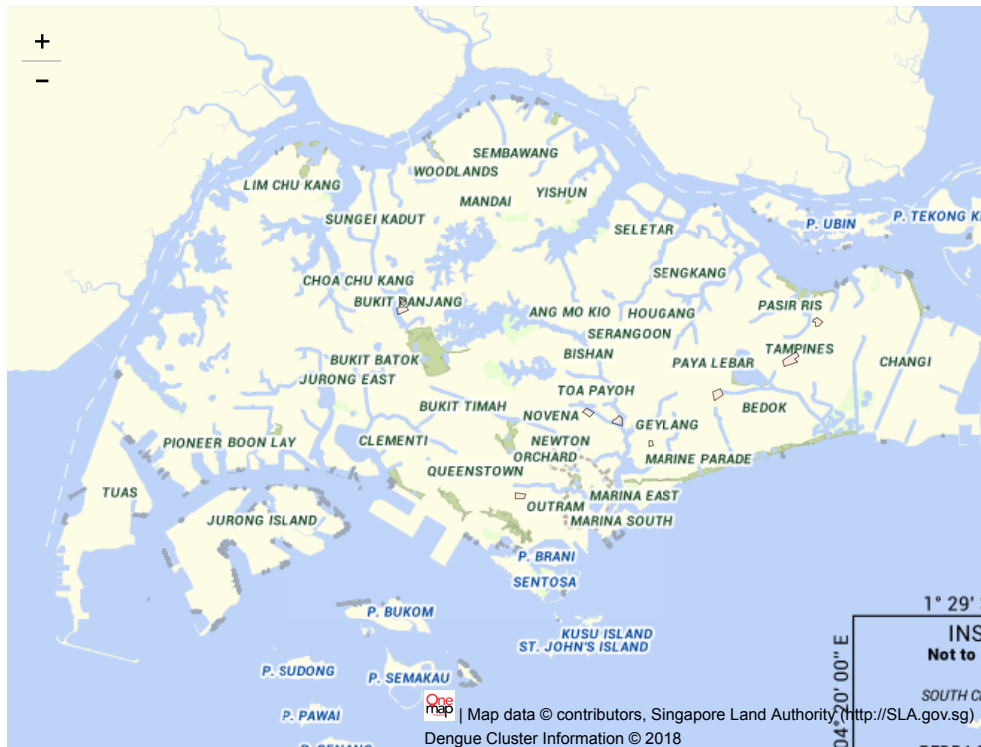 +
−
SEMBAWANG
WOODLANDS
LIM CHU KANG
YISHUN
MANDAI
SUNGEI KADUT
P. UBIN
P. TEKONG
SELETAR
SENGKANG
CHOA CHU KANG
BUKIT PANJANG
PASIR RIS
ANG MO KIO
HOUGANG
SERANGOON
TAMPINES
BISHAN
BUKIT BATOK
PAYA LEBAR
CHANGI
JURONG EAST
TOA PAYOH
BUKIT TIMAH
BEDOK
NOVENA
GEYLANG
PIONEER
BOON LAY
CLEMENTI
NEWTON
ORCHARD
MARINE PARADE
QUEENSTOWN
TUAS
MARINA EAST
OUTRAM
JURONG ISLAND
MARINA SOUTH
P. BRANI
SENTOSA
1° 29'
P. BUKOM
KUSU ISLAND
INS
ST. JOHN'S ISLAND
Not to
P. SUDONG
P. SEMAKAU
04° 20' 00" E
SOUTH
P. PAWAI
One
map
| Map data © contributors, Singapore Land Authority (http://SLA.gov.sg)
Dengue Cluster Information © 2018